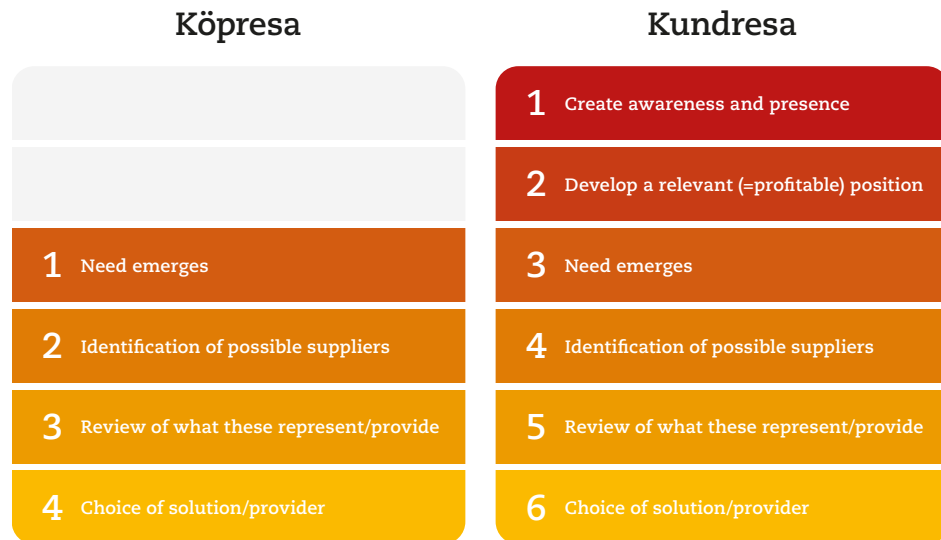 Köpresa
1 Need emerges
2 Identification of possible suppliers
3 Review of what these represent/provide
4 Choice of solution/provider
Kundresa
1 Create awareness and presence
2 Develop a relevant (=profitable) position
3 Need emerges
4 Identification of possible suppliers
5 Review of what these represent/provide
6 Choice of solution/provider